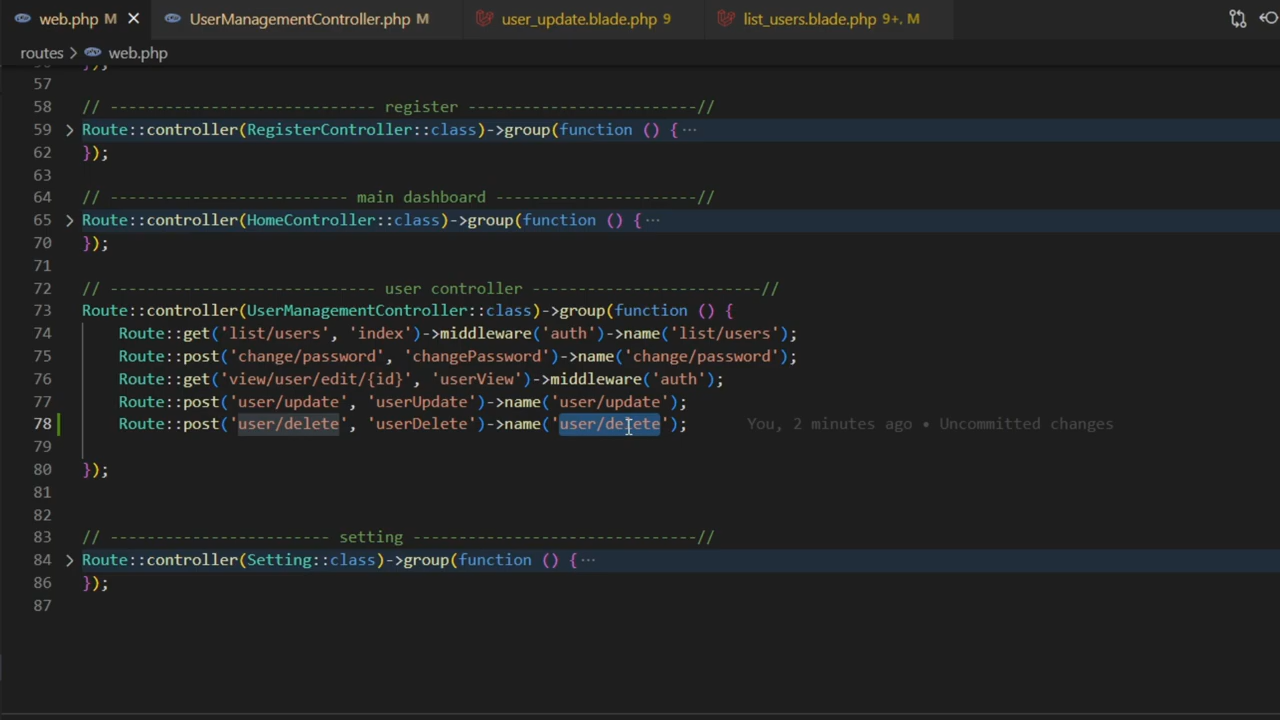 web.php M
UserManagementController.php M
user_update.blade.php 9
list_users.blade.php 9+, M
routes > web.php
57
58 // ---------------------------- register -------------------------//
59 > Route::controller(RegisterController::class)->group(function () { ···
62 });
63
64 // -------------------------- main dashboard ----------------------//
65 > Route::controller(HomeController::class)->group(function () { ···
70 });
71
72 // ----------------------------- user controller -------------------------//
73 Route::controller(UserManagementController::class)->group(function () {
74 Route::get('list/users', 'index')->middleware('auth')->name('list/users');
75 Route::post('change/password', 'changePassword')->name('change/password');
76 Route::get('view/user/edit/{id}', 'userView')->middleware('auth');
77 Route::post('user/update', 'userUpdate')->name('user/update');
78 Route::post('user/delete', 'userDelete')->name('user/delete'); You, 2 minutes ago • Uncommitted changes
79
80 });
81
82
83 // ------------------------ setting -------------------------------//
84 > Route::controller(Setting::class)->group(function () { ···
86 });
87